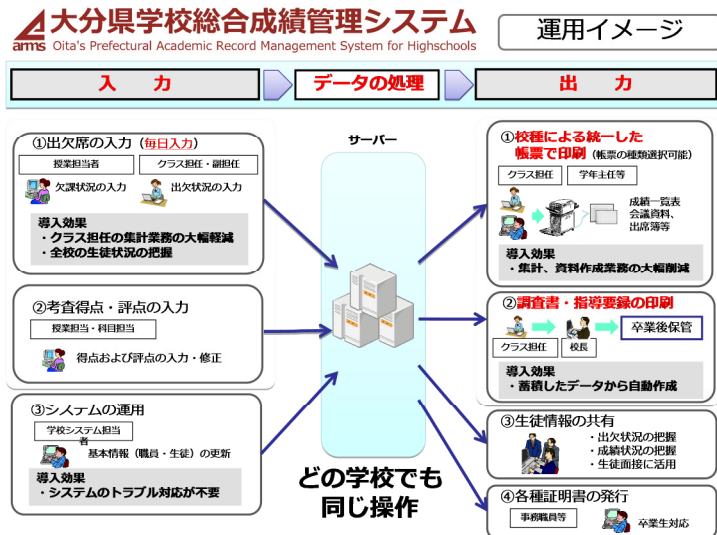 arms
大分県学校総合成績管理システム
Oita's Prefectural Academic Record Management System for Highschools
運用イメージ
入 力
データの処理
出 力
①出欠席の入力（毎日入力）
授業担当者
クラス担任・副担任
欠課状況の入力
出欠状況の入力
導入効果
・クラス担任の集計業務の大幅軽減
・全校の生徒状況の把握
②考査得点・評点の入力
授業担当・科目担当
得点および評点の入力・修正
③システムの運用
学校システム担当
者
基本情報（職員・生徒）の更新
導入効果
・システムのトラブル対応が不要
サーバー
どの学校でも
同じ操作
①校種による統一した
帳票で印刷（帳票の種類選択可能）
クラス担任
学年主任等
成績一覧表
会議資料、
出席簿等
導入効果
・集計、資料作成業務の大幅削減
②調査書・指導要録の印刷
クラス担任
校長
卒業後保管
導入効果
・蓄積したデータから自動作成
③生徒情報の共有
・出欠状況の把握
・成績状況の把握
・生徒面接に活用
④各種証明書の発行
事務職員等
卒業生対応